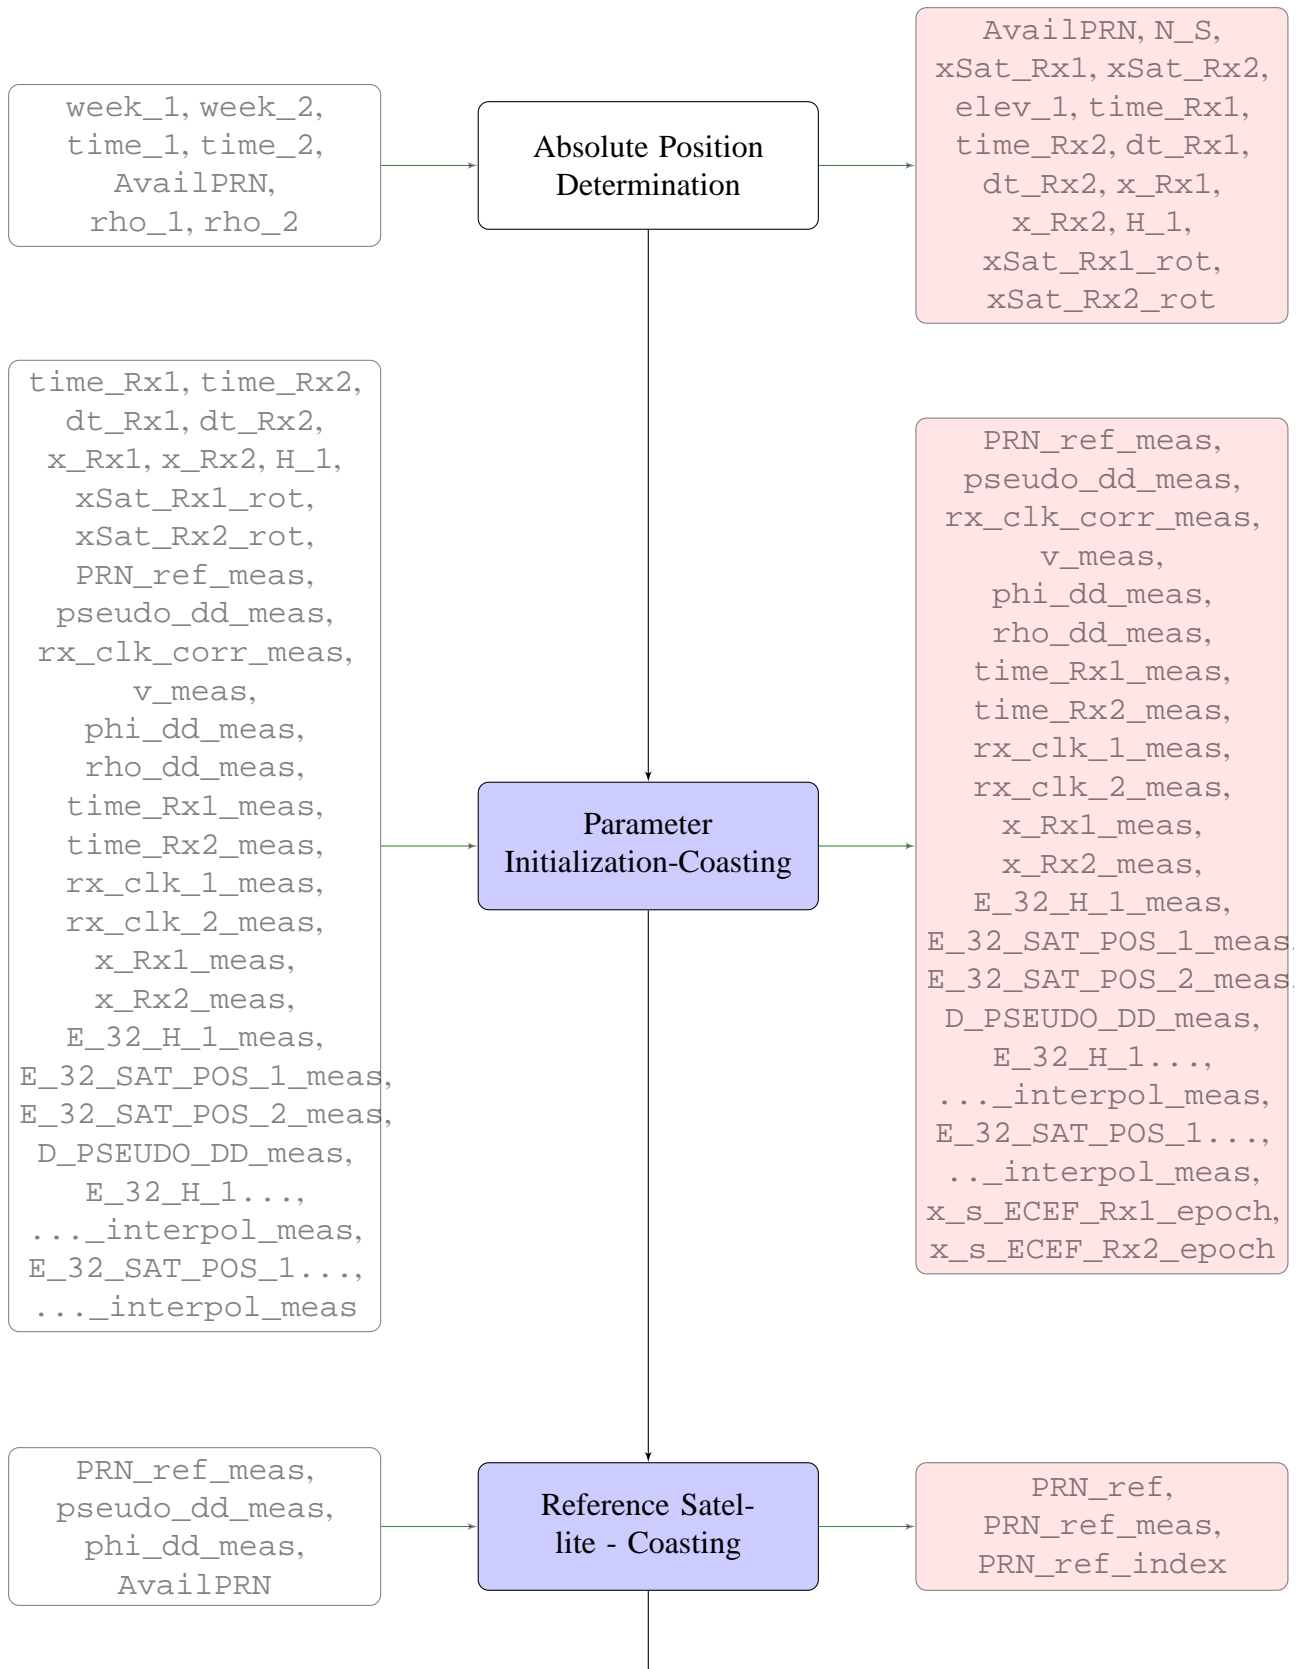 week_1, week_2,
time_1, time_2,
AvailPRN,
rho_1, rho_2
Absolute Position
Determination
AvailPRN, N_S,
xSat_Rx1, xSat_Rx2,
elev_1, time_Rx1,
time_Rx2, dt_Rx1,
dt_Rx2, x_Rx1,
x_Rx2, H_1,
xSat_Rx1_rot,
xSat_Rx2_rot
time_Rx1, time_Rx2,
dt_Rx1, dt_Rx2,
x_Rx1, x_Rx2, H_1,
xSat_Rx1_rot,
xSat_Rx2_rot,
PRN_ref_meas,
pseudo_dd_meas,
rx_clk_corr_meas,
v_meas,
phi_dd_meas,
rho_dd_meas,
time_Rx1_meas,
time_Rx2_meas,
rx_clk_1_meas,
rx_clk_2_meas,
x_Rx1_meas,
x_Rx2_meas,
E_32_H_1_meas,
E_32_SAT_POS_1_meas,
E_32_SAT_POS_2_meas,
D_PSEUDO_DD_meas,
E_32_H_1...,
..._interpol_meas,
E_32_SAT_POS_1...,
..._interpol_meas
Parameter
Initialization-Coasting
PRN_ref_meas,
pseudo_dd_meas,
rx_clk_corr_meas,
v_meas,
phi_dd_meas,
rho_dd_meas,
time_Rx1_meas,
time_Rx2_meas,
rx_clk_1_meas,
rx_clk_2_meas,
x_Rx1_meas,
x_Rx2_meas,
E_32_H_1_meas,
E_32_SAT_POS_1_meas,
E_32_SAT_POS_2_meas,
D_PSEUDO_DD_meas,
E_32_H_1...,
..._interpol_meas,
E_32_SAT_POS_1...,
.._interpol_meas,
x_s_ECEF_Rx1_epoch,
x_s_ECEF_Rx2_epoch
PRN_ref_meas,
pseudo_dd_meas,
phi_dd_meas,
AvailPRN
Reference Satel-
lite - Coasting
PRN_ref,
PRN_ref_meas,
PRN_ref_index